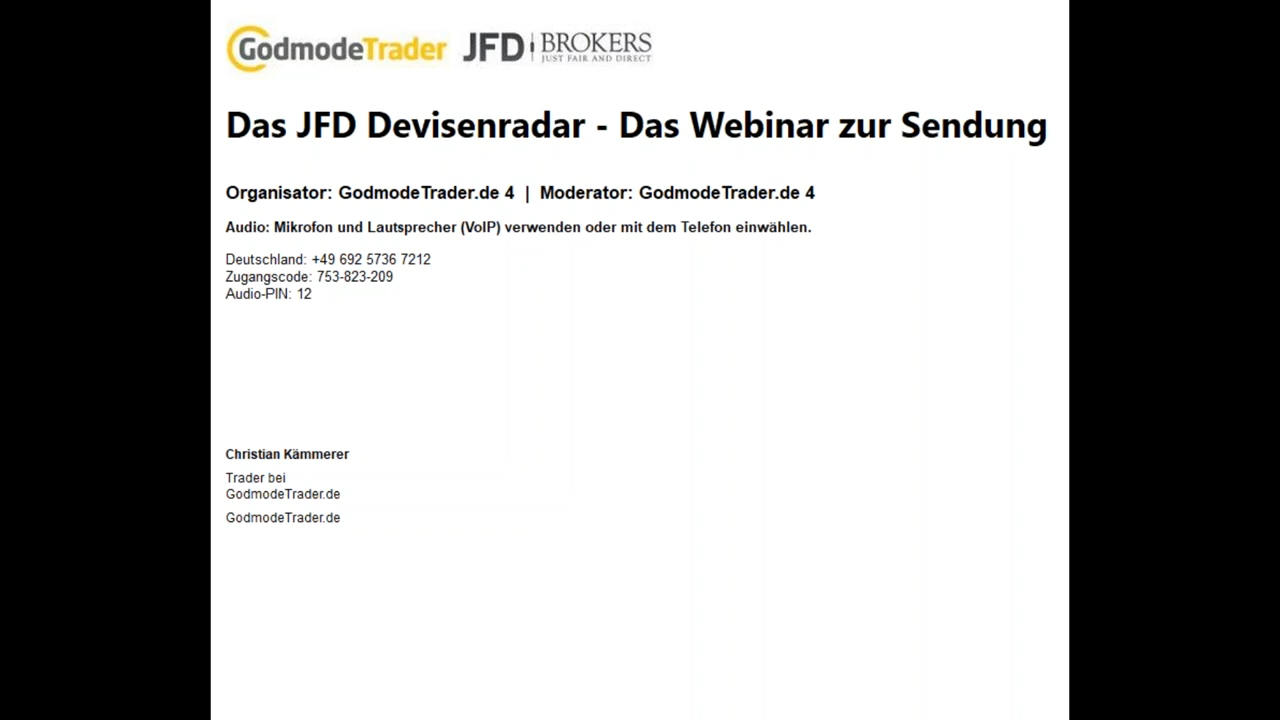 GodmodeTrader JFD BROKERS
JUST FAIR AND DIRECT
Das JFD Devisenradar - Das Webinar zur Sendung
Organisator: GodmodeTrader.de 4 | Moderator: GodmodeTrader.de 4
Audio: Mikrofon und Lautsprecher (VoIP) verwenden oder mit dem Telefon einwählen.
Deutschland: +49 692 5736 7212
Zugangscode: 753-823-209
Audio-PIN: 12
Christian Kämmerer
Trader bei
GodmodeTrader.de
GodmodeTrader.de